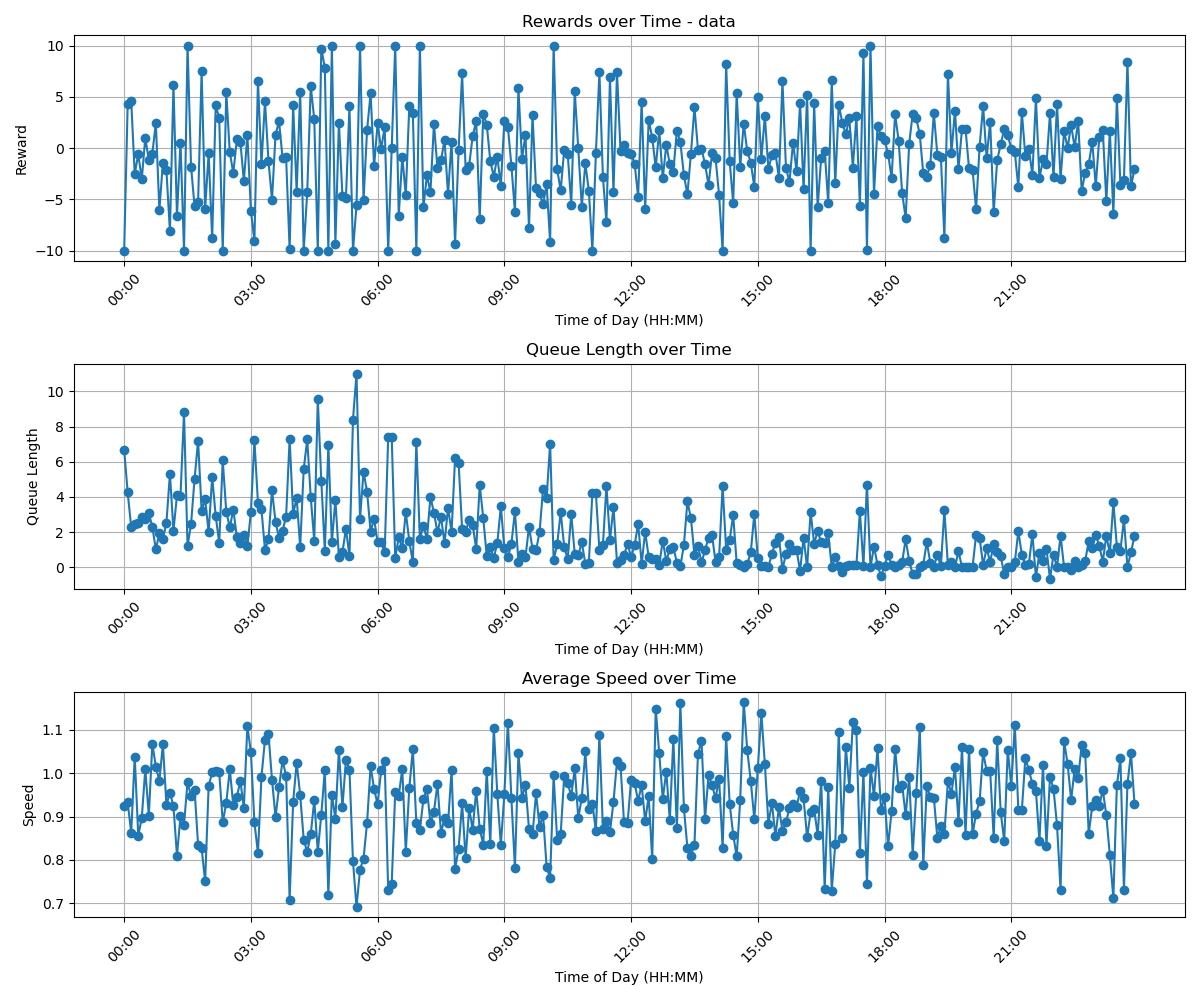 Rewards over Time - data
10
5
0
−5
−10
Reward
00:00 03:00 06:00 09:00 12:00 15:00 18:00 21:00
Time of Day (HH:MM)
Queue Length over Time
10
8
6
4
2
0
Queue Length
00:00 03:00 06:00 09:00 12:00 15:00 18:00 21:00
Time of Day (HH:MM)
Average Speed over Time
1.1
1.0
0.9
0.8
0.7
Speed
00:00 03:00 06:00 09:00 12:00 15:00 18:00 21:00
Time of Day (HH:MM)